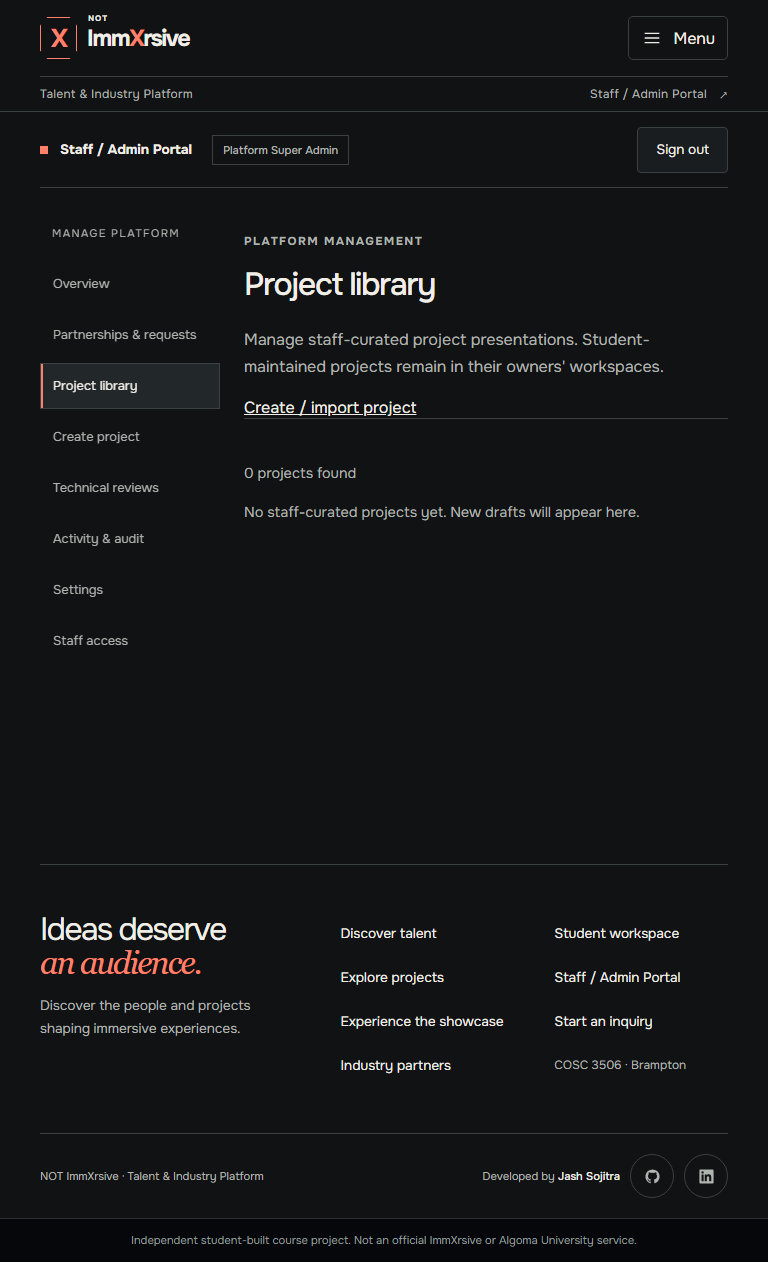 X
NOT
ImmXrsive
Menu
Talent & Industry Platform
Staff / Admin Portal ↗
Staff / Admin Portal
Platform Super Admin
Sign out
MANAGE PLATFORM
Overview
Partnerships & requests
Project library
Create project
Technical reviews
Activity & audit
Settings
Staff access
PLATFORM MANAGEMENT
Project library
Manage staff-curated project presentations. Student-
maintained projects remain in their owners' workspaces.
Create / import project
0 projects found
No staff-curated projects yet. New drafts will appear here.
Ideas deserve
an audience.
Discover the people and projects
shaping immersive experiences.
Discover talent
Explore projects
Experience the showcase
Industry partners
Student workspace
Staff / Admin Portal
Start an inquiry
COSC 3506 · Brampton
NOT ImmXrsive · Talent & Industry Platform
Developed by Jash Sojitra
in
Independent student-built course project. Not an official ImmXrsive or Algoma University service.